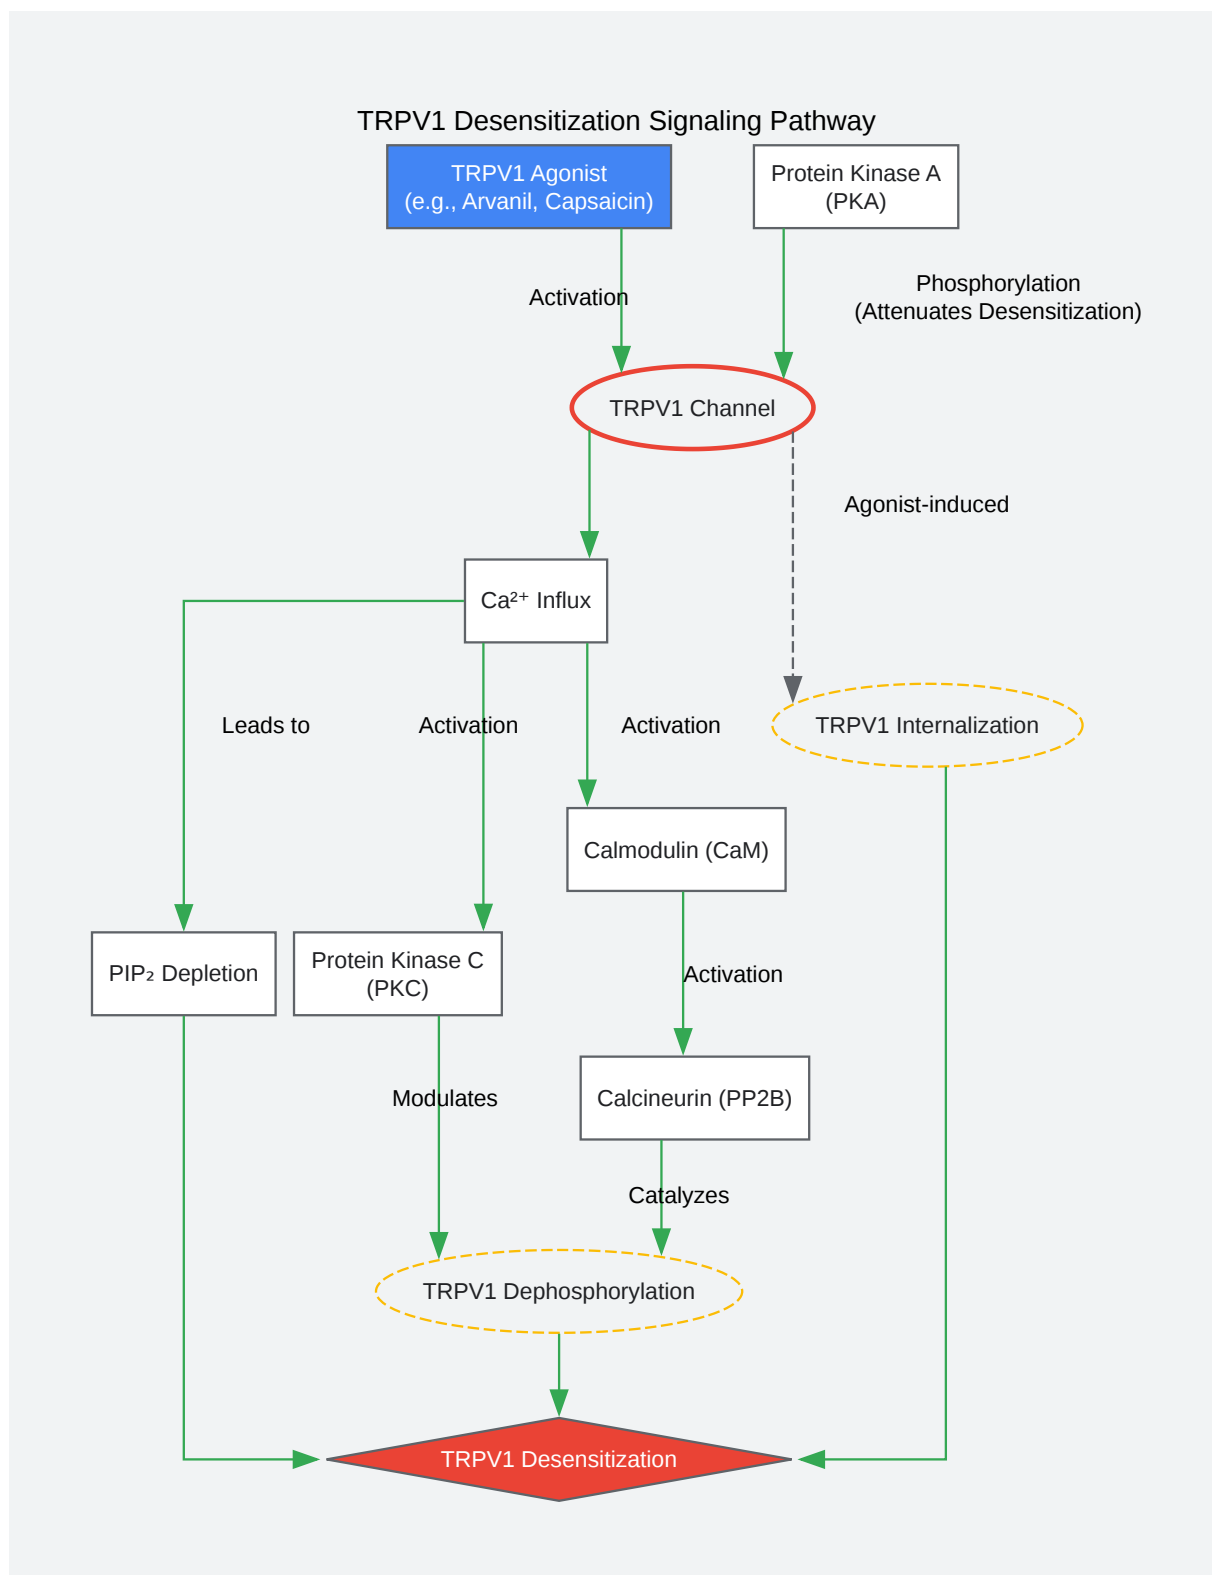 TRPV1 Desensitization Signaling Pathway
TRPV1 Agonist
(e.g., Arvanil, Capsaicin)
Protein Kinase A
(PKA)
Activation
Phosphorylation
(Attenuates Desensitization)
TRPV1 Channel
Agonist-induced
Ca²⁺ Influx
Leads to
Activation
Activation
TRPV1 Internalization
Calmodulin (CaM)
PIP₂ Depletion
Protein Kinase C
(PKC)
Activation
Modulates
Calcineurin (PP2B)
Catalyzes
TRPV1 Dephosphorylation
TRPV1 Desensitization